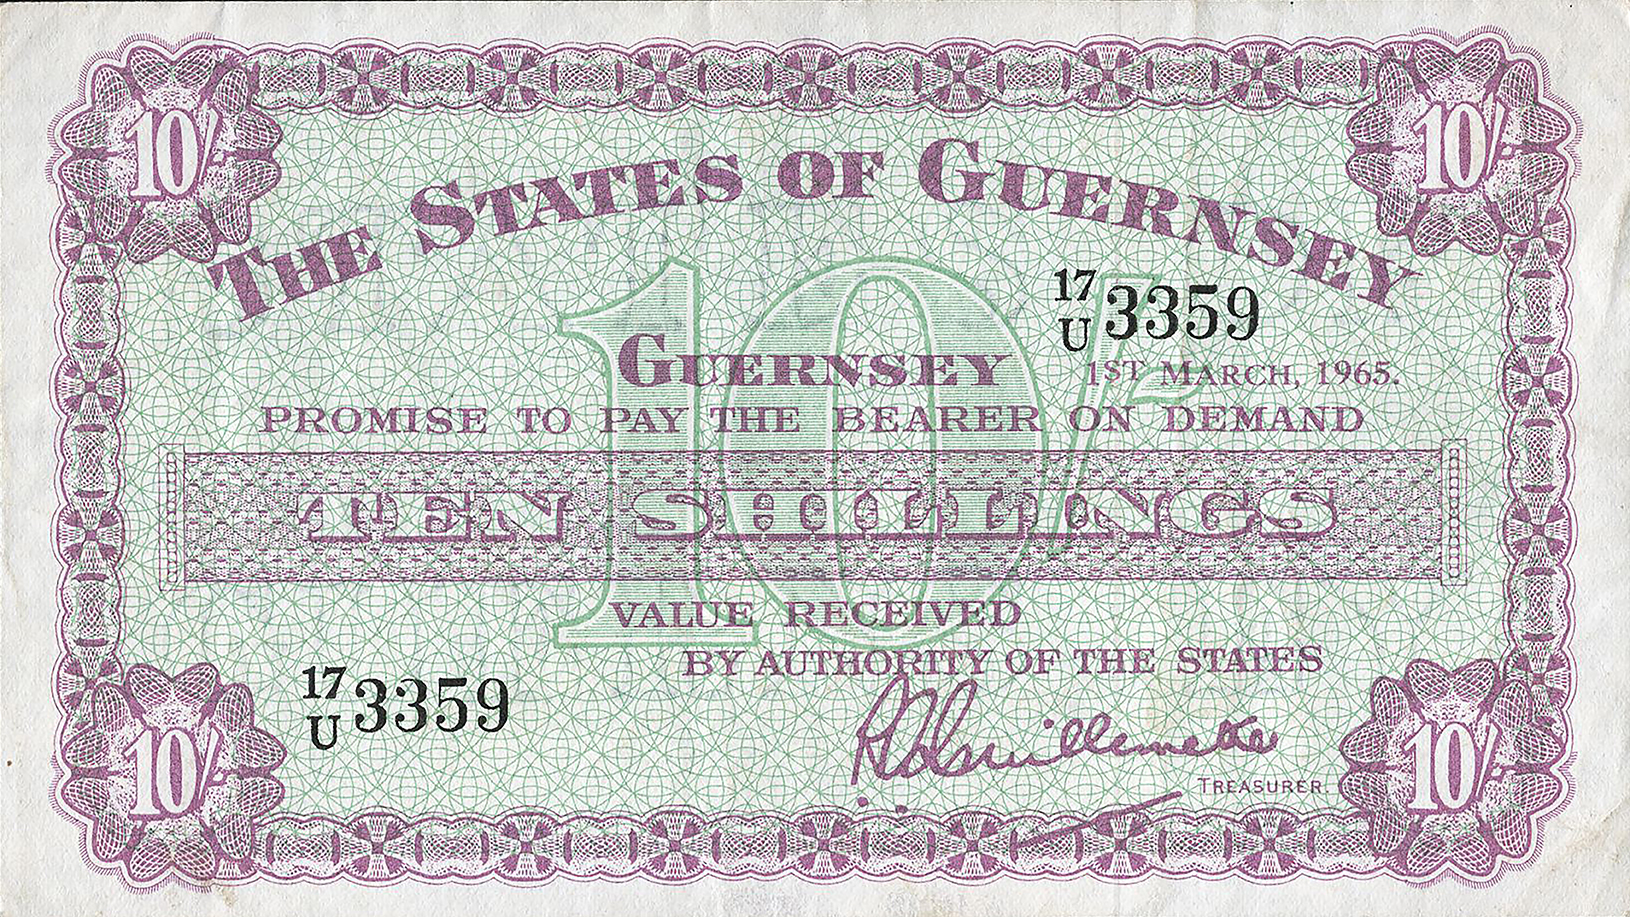 10/ 10/
THE STATES OF GUERNSEY
10/-
17/U 3359
GUERNSEY
1ST MARCH, 1965.
PROMISE TO PAY THE BEARER ON DEMAND
TEN SHILLINGS
VALUE RECEIVED
BY AUTHORITY OF THE STATES
17/U 3359
TREASURER.
10/ 10/